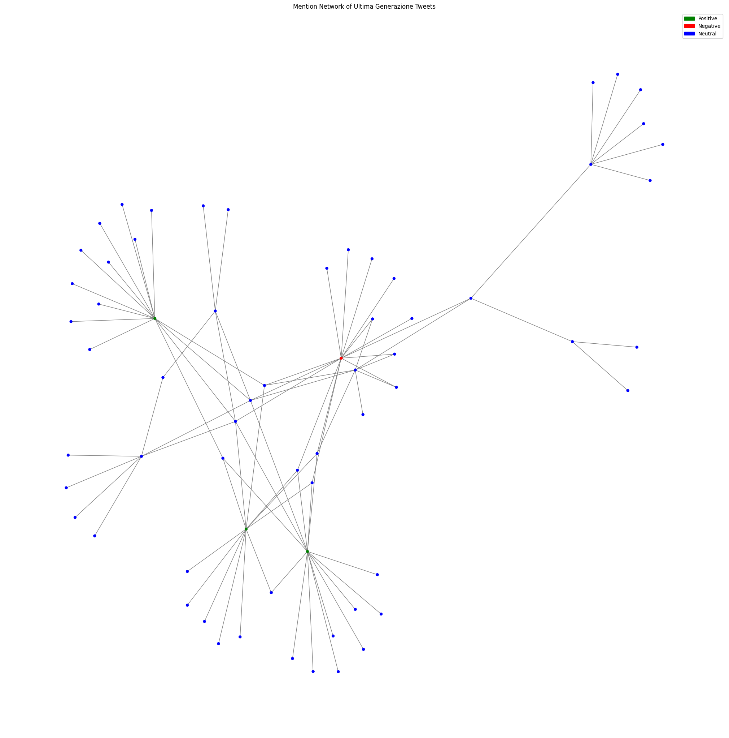 Mention Network of Ultima Generazione Tweets
Positive
Negative
Neutral